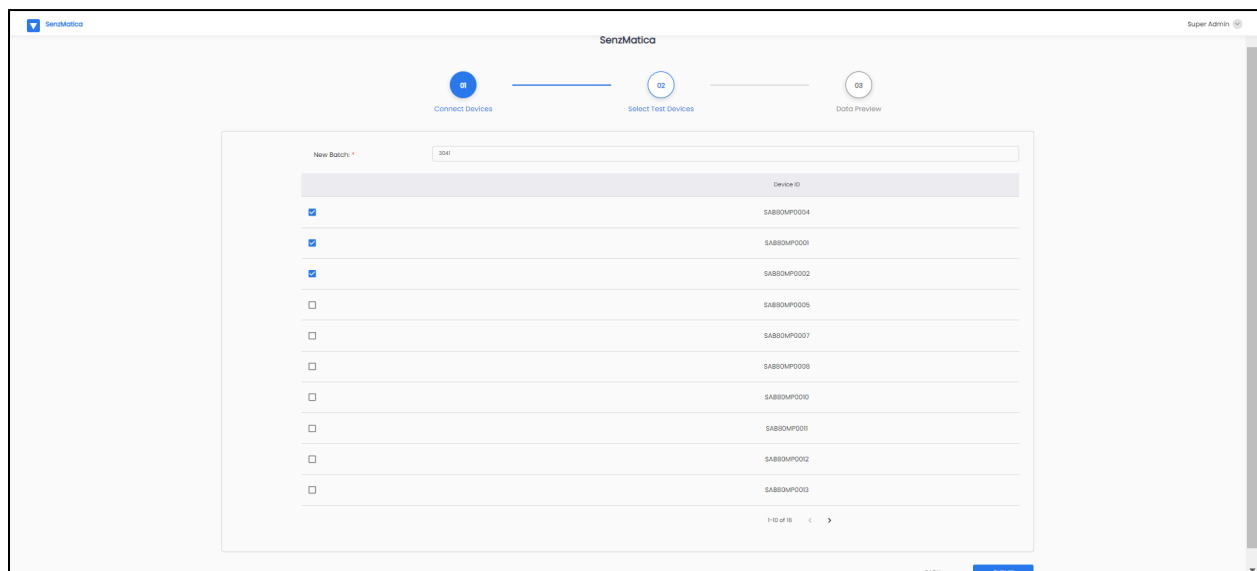 SenzMatica
Super Admin
SenzMatica
01
02
03
Connect Devices
Select Test Devices
Data Preview
New Batch: *
3041
Device ID
SAB80MP0004
SAB80MP0001
SAB80MP0002
SAB80MP0005
SAB80MP0007
SAB80MP0008
SAB80MP0010
SAB80MP0011
SAB80MP0012
SAB80MP0013
1-10 of 16